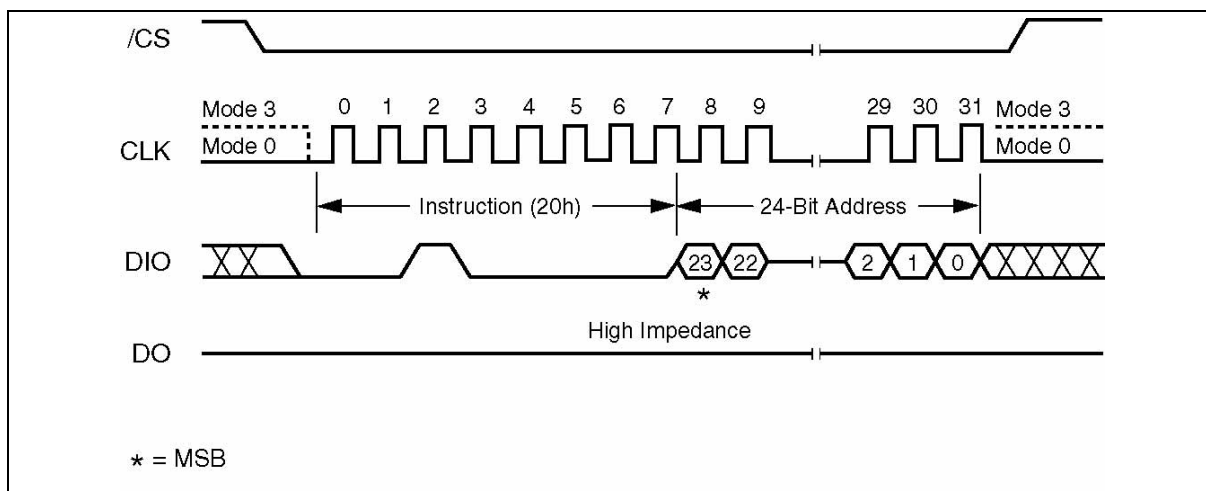 /CS
Mode 3 0 1 2 3 4 5 6 7 8 9 29 30 31 Mode 3
CLK Mode 0 Mode 0
Instruction (20h) 24-Bit Address
DIO 23 22 2 1 0
*
High Impedance
DO
* = MSB